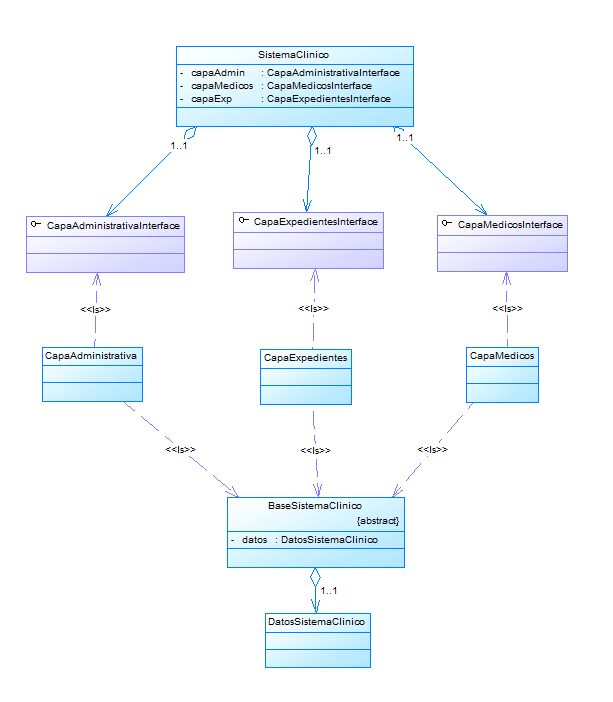 SistemaClinico
- capaAdmin : CapaAdministrativaInterface
- capaMedicos : CapaMedicosInterface
- capaExp : CapaExpedientesInterface
1..1
1..1
1..1
CapaAdministrativaInterface
CapaExpedientesInterface
CapaMedicosInterface
<<Is>>
<<Is>>
<<Is>>
CapaAdministrativa
CapaExpedientes
CapaMedicos
<<Is>>
<<Is>>
<<Is>>
BaseSistemaClinico
{abstract}
- datos : DatosSistemaClinico
1..1
DatosSistemaClinico